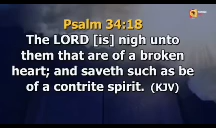 Psalm 34:18
The LORD [is] nigh unto
them that are of a broken
heart; and saveth such as be
of a contrite spirit. (KJV)